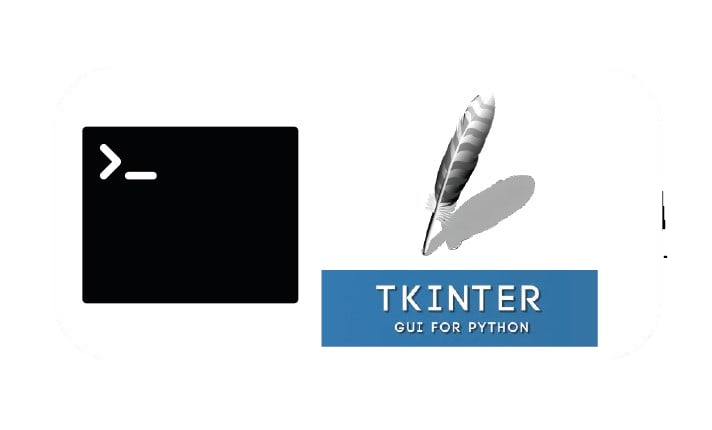 >_
TKINTER
GUI FOR PYTHON